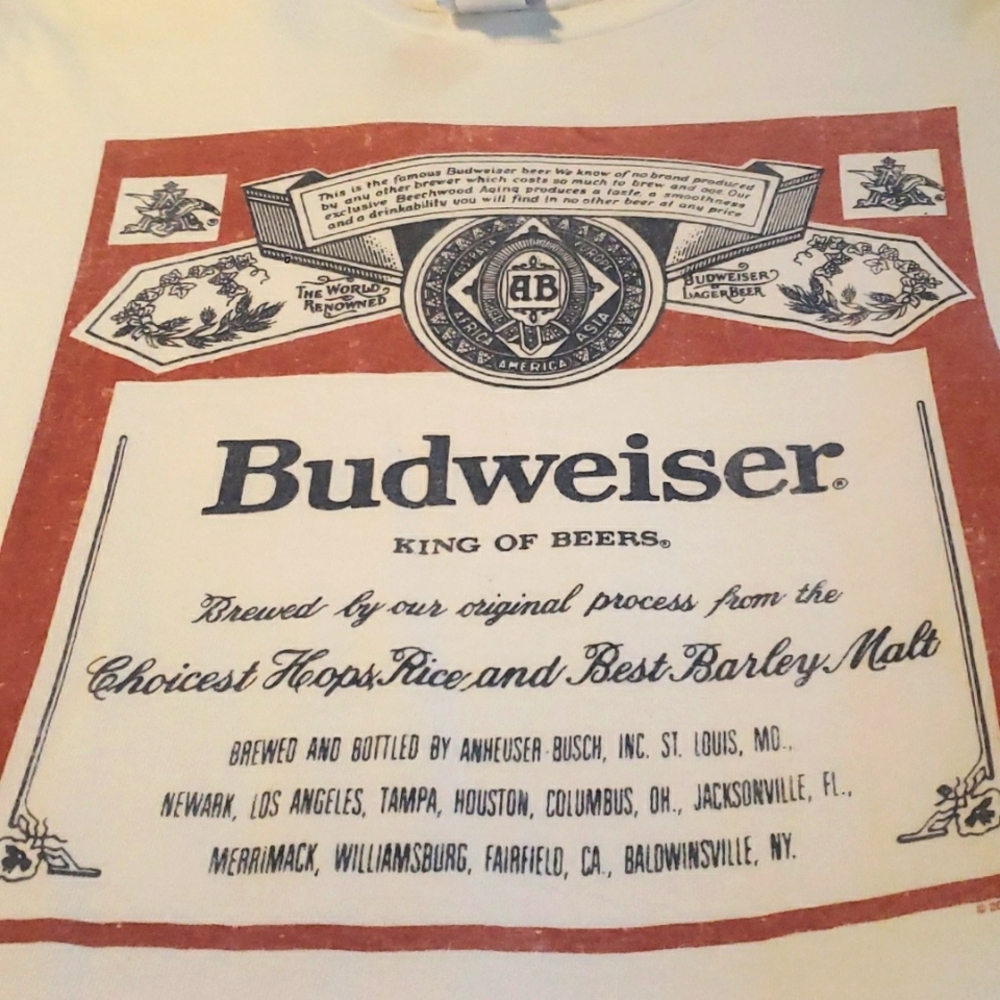 This is the famous Budweiser beer We know of no brand produced
by any other brewer which costs so much to brew and age Our
exclusive Beechwood Aging produces a taste, a smoothness
and a drinkability you will find in no other beer at any price
THE WORLD
RENOWNED
BUDWEISER
LAGER BEER
EUROPE
AB
AFRICA
ASIA
AMERICA
Budweiser®
KING OF BEERS®
Brewed by our original process from the
Choicest Hops, Rice and Best Barley Malt
BREWED AND BOTTLED BY ANHEUSER-BUSCH, INC. ST. LOUIS, MO.,
NEWARK, LOS ANGELES, TAMPA, HOUSTON, COLUMBUS, OH., JACKSONVILLE, FL.,
MERRIMACK, WILLIAMSBURG, FAIRFIELD, CA., BALDWINSVILLE, NY.